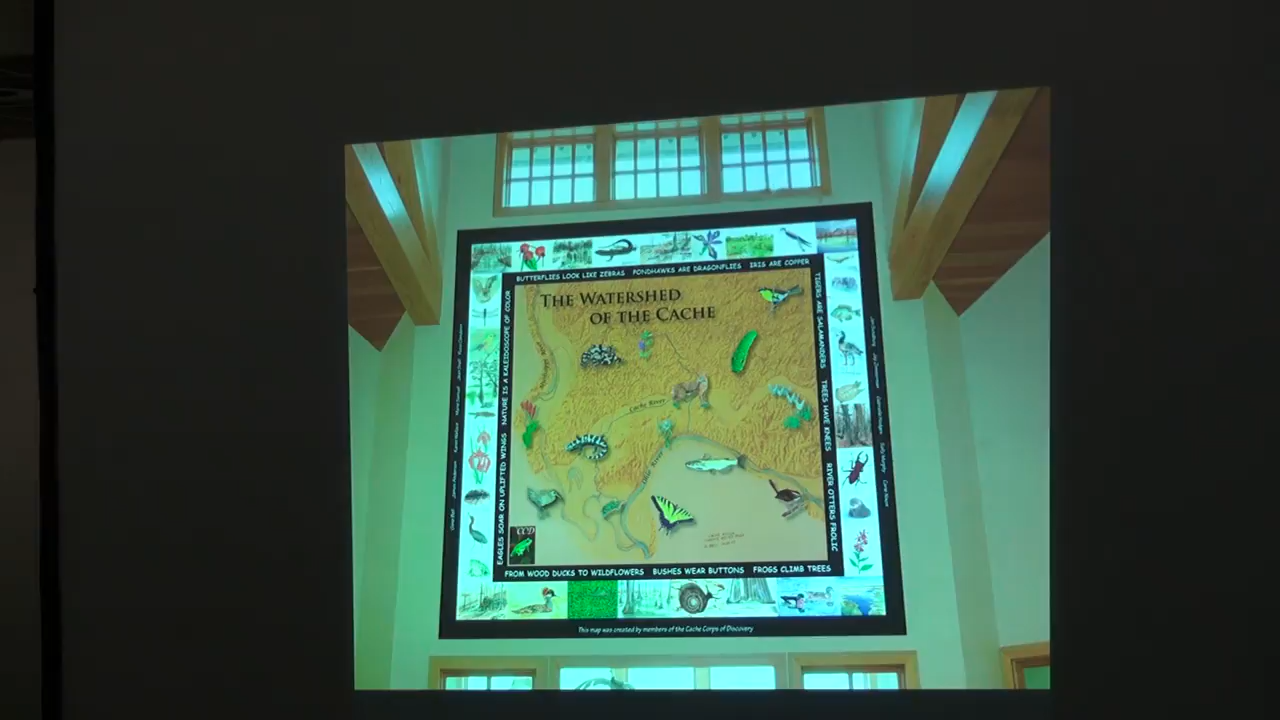 BUTTERFLIES LOOK LIKE ZEBRAS PONDHAWKS ARE DRAGONFLIES IRIS ARE COPPER
TIGERS ARE SALAMANDERS TREES HAVE KNEES RIVER OTTERS FROLIC
EAGLES SOAR ON UPLIFTED WINGS NATURE IS A KALEIDOSCOPE OF COLOR
THE WATERSHED
OF THE CACHE
Cache River
Ohio River
CCD
FROM WOOD DUCKS TO WILDFLOWERS BUSHES WEAR BUTTONS FROGS CLIMB TREES
This map was created by members of the Cache Corps of Discovery